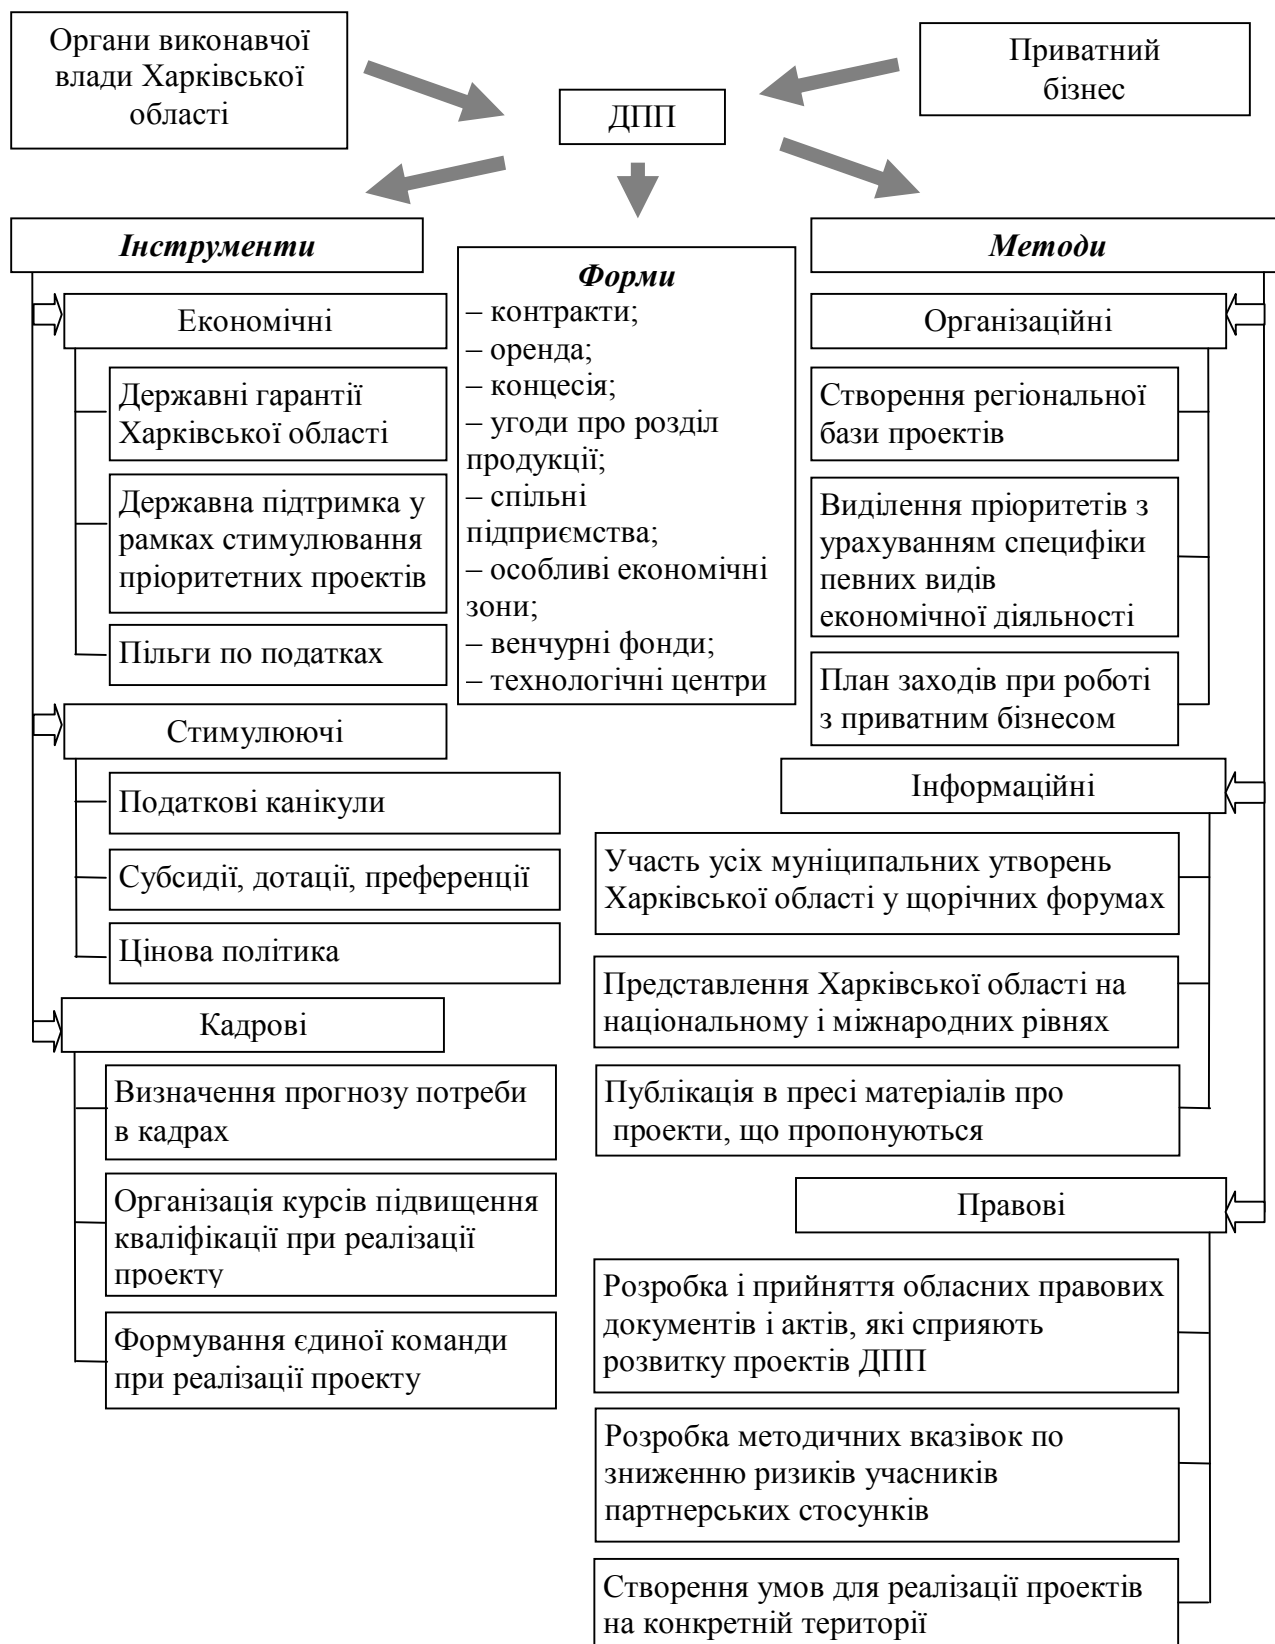 Органи виконавчої
влади Харківської
області
Приватний
бізнес
ДПП
Інструменти
Економічні
Державні гарантії
Харківської області
Державна підтримка у
рамках стимулювання
пріоритетних проектів
Пільги по податках
Стимулюючі
Податкові канікули
Субсидії, дотації, преференції
Цінова політика
Кадрові
Визначення прогнозу потреби
в кадрах
Організація курсів підвищення
кваліфікації при реалізації
проекту
Формування єдиної команди
при реалізації проекту
Форми
– контракти;
– оренда;
– концесія;
– угоди про розділ
продукції;
– спільні
підприємства;
– особливі економічні
зони;
– венчурні фонди;
– технологічні центри
Методи
Організаційні
Створення регіональної
бази проектів
Виділення пріоритетів з
урахуванням специфіки
певних видів
економічної діяльності
План заходів при роботі
з приватним бізнесом
Інформаційні
Участь усіх муніципальних утворень
Харківської області у щорічних форумах
Представлення Харківської області на
національному і міжнародних рівнях
Публікація в пресі матеріалів про
проекти, що пропонуються
Правові
Розробка і прийняття обласних правових
документів і актів, які сприяють
розвитку проектів ДПП
Розробка методичних вказівок по
зниженню ризиків учасників
партнерських стосунків
Створення умов для реалізації проектів
на конкретній території